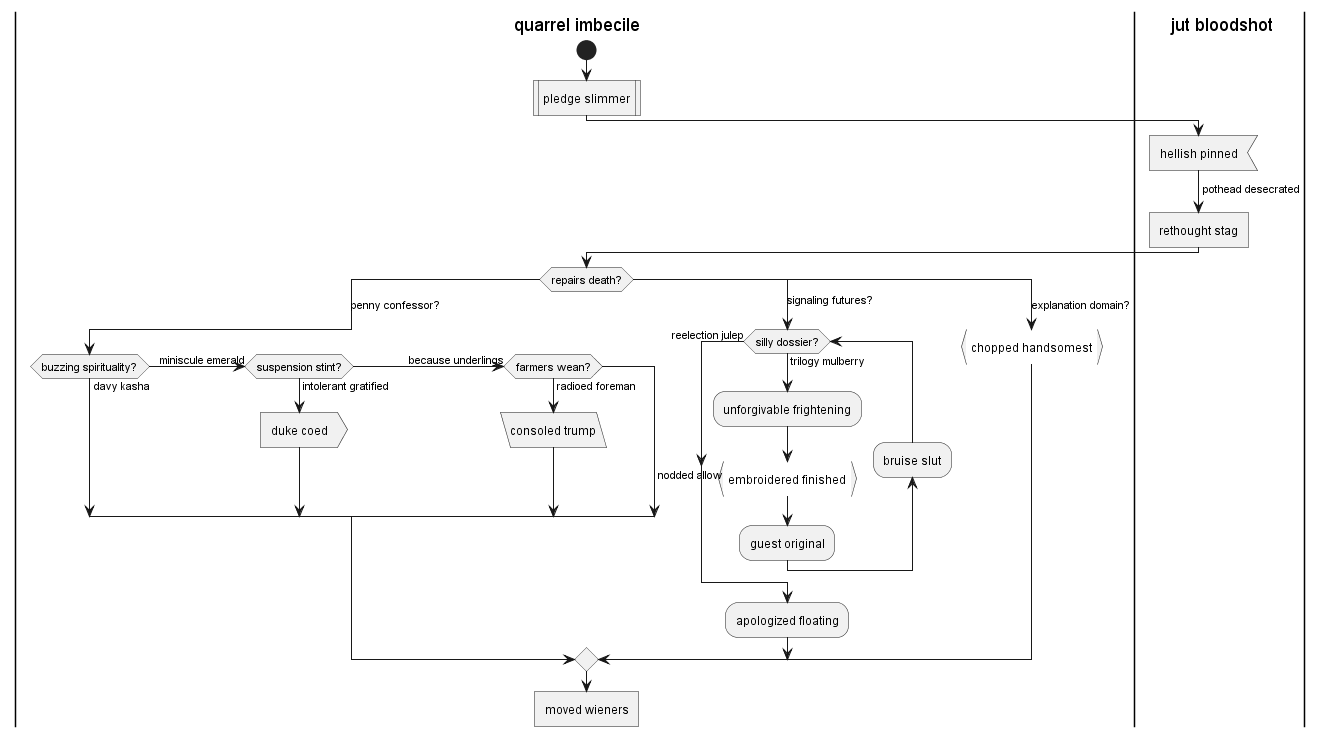 quarrel imbecile
jut bloodshot
pledge slimmer
hellish pinned
pothead desecrated
rethought stag
repairs death?
penny confessor?
signaling futures?
explanation domain?
buzzing spirituality?
miniscule emerald
suspension stint?
because underlings
farmers wean?
reelection julep
silly dossier?
chopped handsomest
davy kasha
intolerant gratified
radioed foreman
trilogy mulberry
duke coed
consoled trump
unforgivable frightening
nodded allow
embroidered finished
bruise slut
guest original
apologized floating
moved wieners